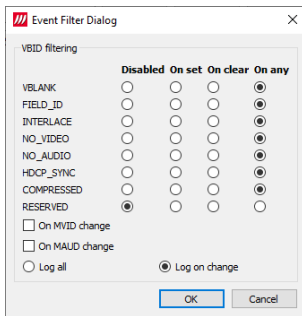 Event Filter Dialog
VBID filtering
Disabled On set On clear On any
VBLANK
FIELD_ID
INTERLACE
NO_VIDEO
NO_AUDIO
HDCP_SYNC
COMPRESSED
RESERVED
On MVID change
On MAUD change
Log all Log on change
OK Cancel